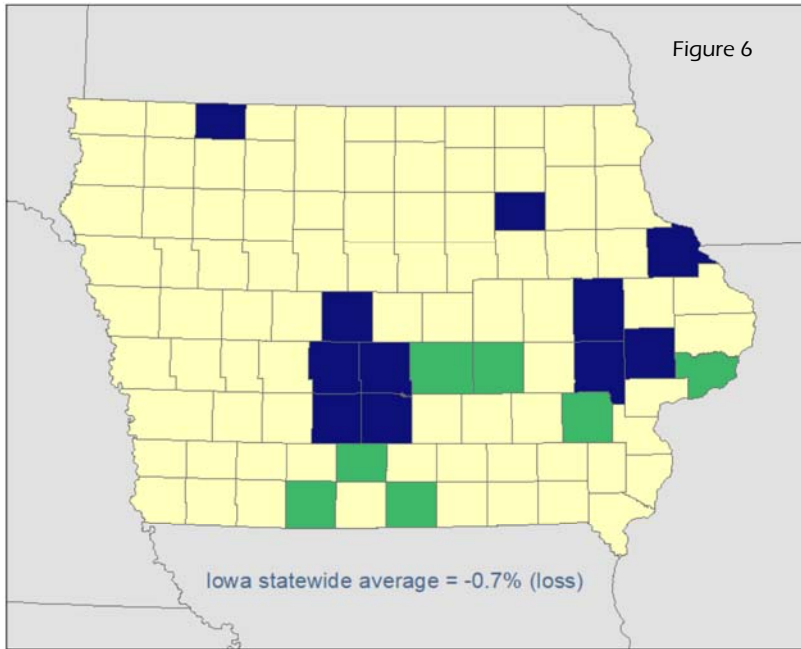 Figure 6
Iowa statewide average = -0.7% (loss)